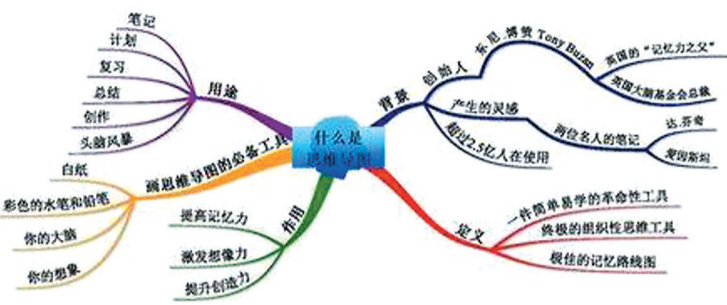 什么是
思维导图
用途
笔记
计划
复习
总结
创作
头脑风暴
画思维导图的必备工具
白纸
彩色的水笔和铅笔
你的大脑
你的想象
作用
提高记忆力
激发想象力
提升创造力
背景
创始人
东尼.博赞 Tony Buzan
英国的“记忆力之父”
英国大脑基金会总裁
产生的灵感
两位名人的笔记
达.芬奇
爱因斯坦
超过2.5亿人在使用
定义
一件简单易学的革命性工具
终极的组织性思维工具
极佳的记忆路线图